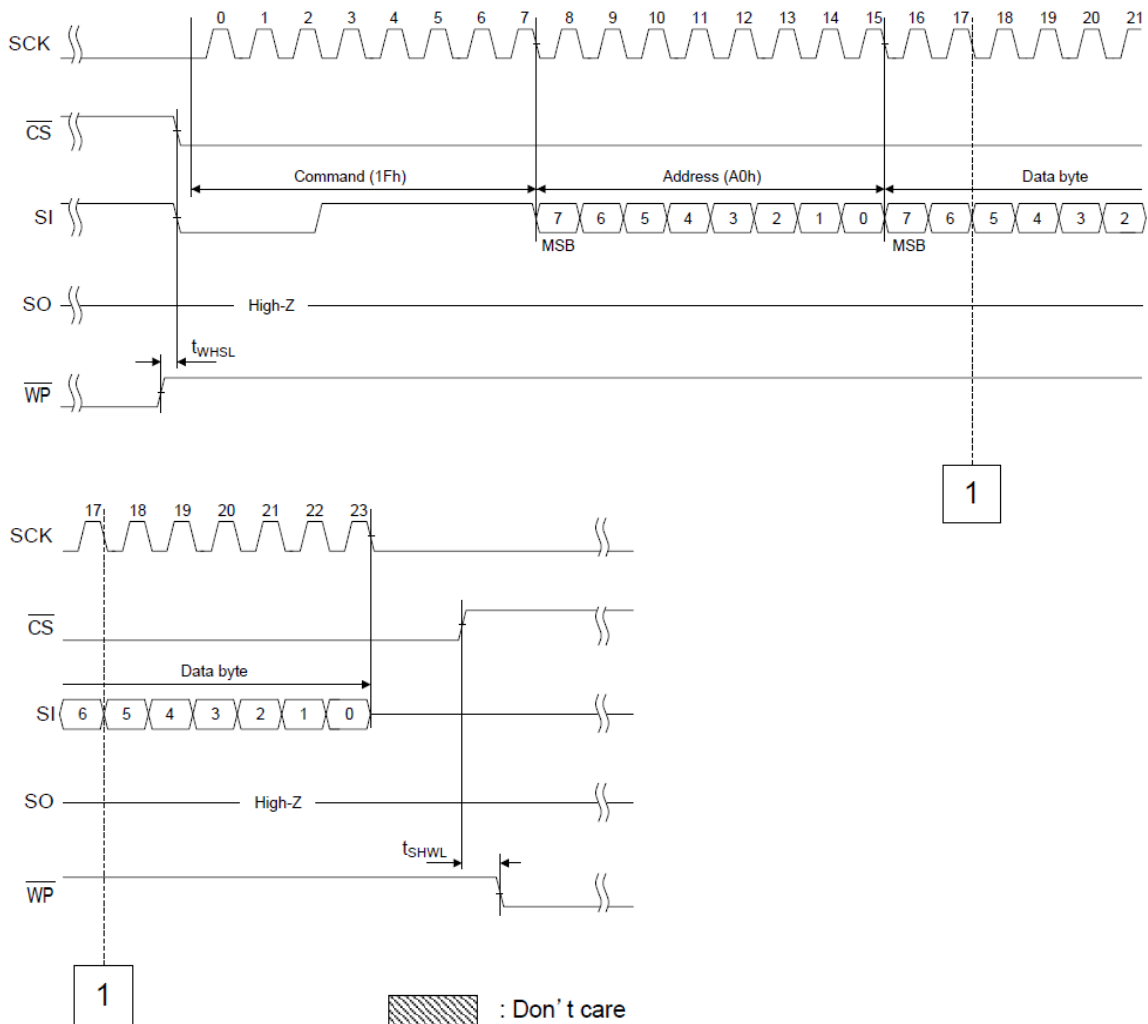 0 1 2 3 4 5 6 7 8 9 10 11 12 13 14 15 16 17 18 19 20 21
SCK
CS
Command (1Fh) Address (A0h) Data byte
SI 7 6 5 4 3 2 1 0 7 6 5 4 3 2
MSB MSB
SO High-Z
tWHSL
WP
1
17 18 19 20 21 22 23
SCK
CS
Data byte
SI 6 5 4 3 2 1 0
SO High-Z
tSHWL
WP
1
: Don't care